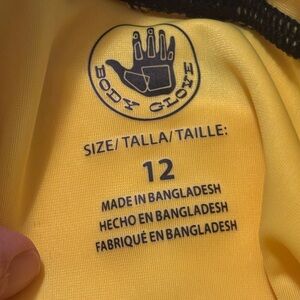 BODY GLOVE
SIZE/TALLA/TAILLE:
12
MADE IN BANGLADESH
HECHO EN BANGLADESH
FABRIQUÉ EN BANGLADESH